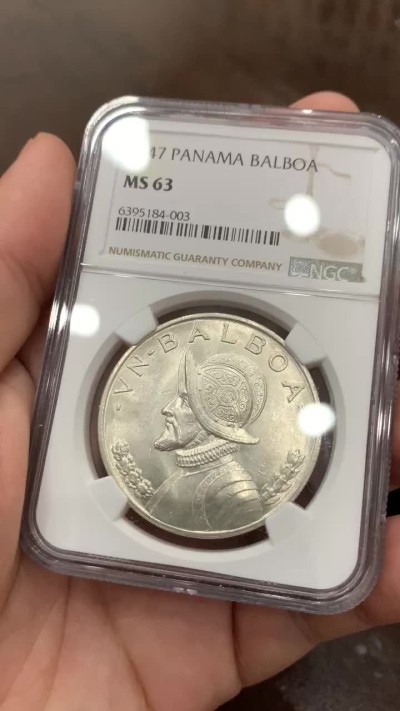 47 PANAMA BALBOA
MS 63
6395184-003
NUMISMATIC GUARANTY COMPANY
NGC
VN·BALBOA